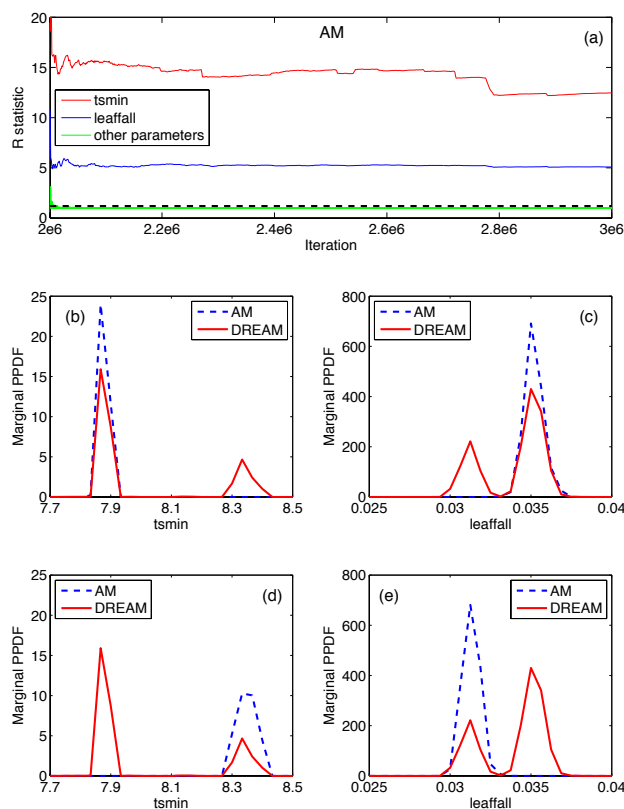 AM
(a)
20
15
10
5
0
R statistic
tsmin
leaffall
other parameters
2e6 2.2e6 2.4e6 2.6e6 2.8e6 3e6
Iteration
(b)
AM
DREAM
25
20
15
10
5
0
Marginal PPDF
7.7 7.9 8.1 8.3 8.5
tsmin
(c)
AM
DREAM
800
600
400
200
0
Marginal PPDF
0.025 0.03 0.035 0.04
leaffall
(d)
AM
DREAM
25
20
15
10
5
0
Marginal PPDF
7.7 7.9 8.1 8.3 8.5
tsmin
(e)
AM
DREAM
800
600
400
200
0
Marginal PPDF
0.025 0.03 0.035 0.04
leaffall